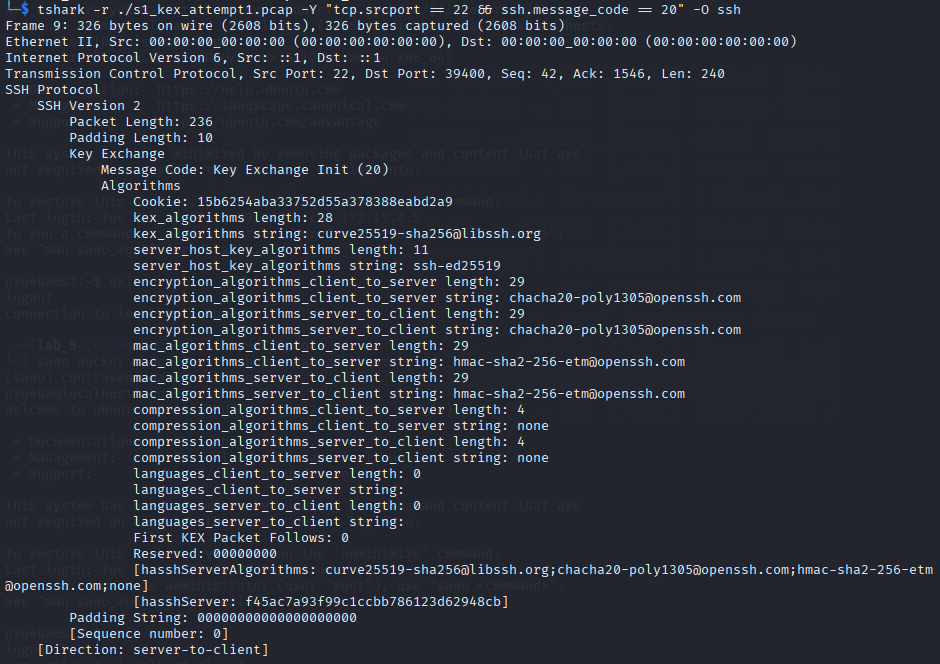 └─$ tshark -r ./s1_kex_attempt1.pcap -Y "tcp.srcport == 22 && ssh.message_code == 20" -O ssh
Frame 9: 326 bytes on wire (2608 bits), 326 bytes captured (2608 bits)
Ethernet II, Src: 00:00:00_00:00:00 (00:00:00:00:00:00), Dst: 00:00:00_00:00:00 (00:00:00:00:00:00)
Internet Protocol Version 6, Src: ::1, Dst: ::1
Transmission Control Protocol, Src Port: 22, Dst Port: 39400, Seq: 42, Ack: 1546, Len: 240
SSH Protocol
    SSH Version 2
        Packet Length: 236
        Padding Length: 10
        Key Exchange
            Message Code: Key Exchange Init (20)
            Algorithms
                Cookie: 15b6254aba33752d55a378388eabd2a9
                kex_algorithms length: 28
                kex_algorithms string: curve25519-sha256@libssh.org
                server_host_key_algorithms length: 11
                server_host_key_algorithms string: ssh-ed25519
                encryption_algorithms_client_to_server length: 29
                encryption_algorithms_client_to_server string: chacha20-poly1305@openssh.com
                encryption_algorithms_server_to_client length: 29
                encryption_algorithms_server_to_client string: chacha20-poly1305@openssh.com
                mac_algorithms_client_to_server length: 29
                mac_algorithms_client_to_server string: hmac-sha2-256-etm@openssh.com
                mac_algorithms_server_to_client length: 29
                mac_algorithms_server_to_client string: hmac-sha2-256-etm@openssh.com
                compression_algorithms_client_to_server length: 4
                compression_algorithms_client_to_server string: none
                compression_algorithms_server_to_client length: 4
                compression_algorithms_server_to_client string: none
                languages_client_to_server length: 0
                languages_client_to_server string:
                languages_server_to_client length: 0
                languages_server_to_client string:
                First KEX Packet Follows: 0
                Reserved: 00000000
                [hasshServerAlgorithms: curve25519-sha256@libssh.org;chacha20-poly1305@openssh.com;hmac-sha2-256-etm
@openssh.com;none]
                [hasshServer: f45ac7a93f99c1ccbb786123d62948cb]
        Padding String: 00000000000000000000
        [Sequence number: 0]
    [Direction: server-to-client]